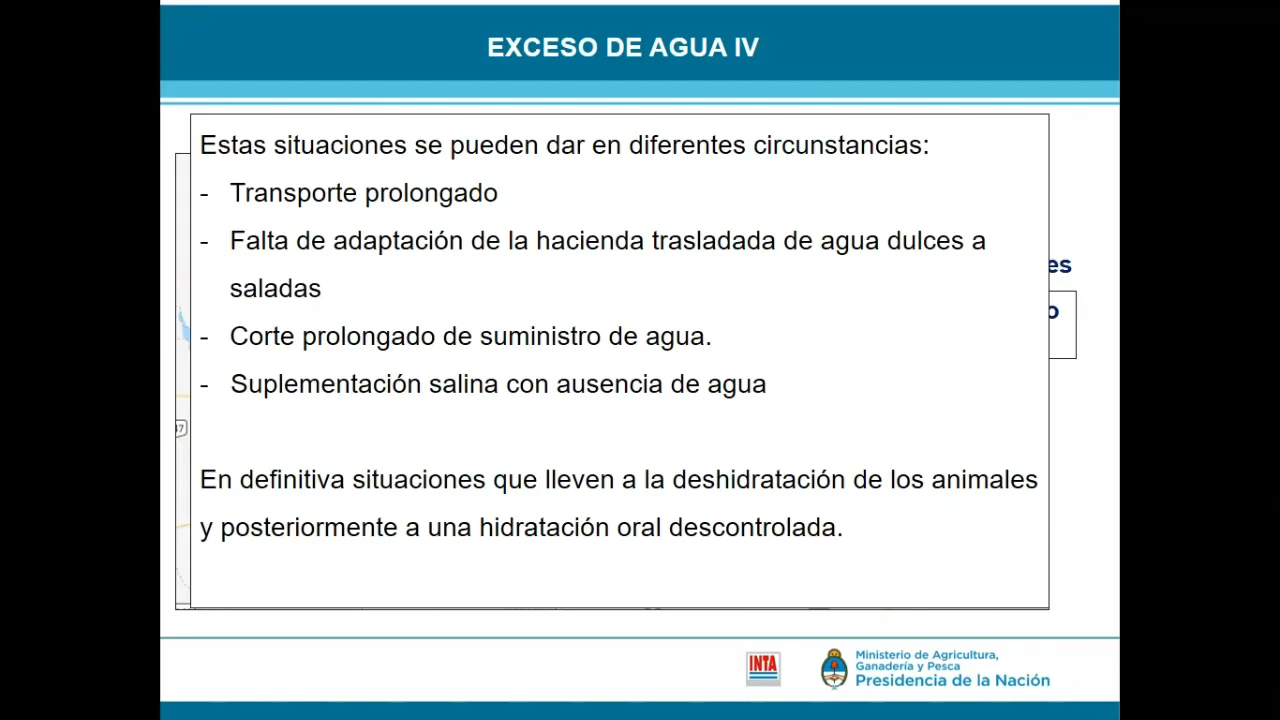 EXCESO DE AGUA IV
Estas situaciones se pueden dar en diferentes circunstancias:
- Transporte prolongado
- Falta de adaptación de la hacienda trasladada de agua dulces a
saladas
- Corte prolongado de suministro de agua.
- Suplementación salina con ausencia de agua
En definitiva situaciones que lleven a la deshidratación de los animales
y posteriormente a una hidratación oral descontrolada.
es
o
37
INTA
Ministerio de Agricultura,
Ganadería y Pesca
Presidencia de la Nación